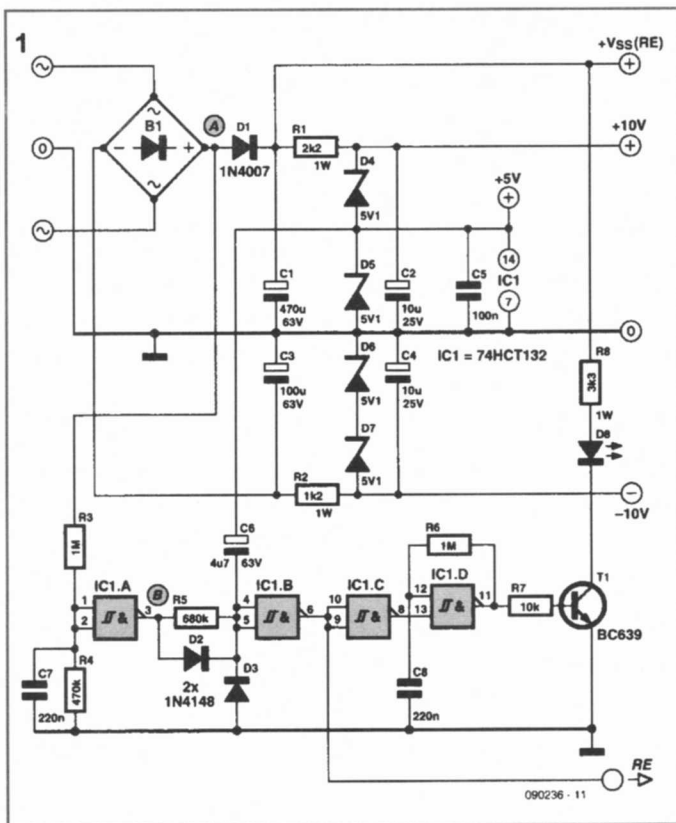 1
+VSS(RE)
+
~
A
D1
1N4007
R1
2k2
1W
+10V
+
B1
~
- +
~
0
~
D4
5V1
+5V
+
14
IC1
7
C1
470u
63V
D5
5V1
C2
10u
25V
C5
100n
0
C3
100u
63V
D6
5V1
C4
10u
25V
IC1 = 74HCT132
R8
3k3
1W
D7
5V1
D8
R2
1k2
1W
−
−10V
R3
1M
C6
4u7
63V
R6
1M
IC1.A
1
2
&
3
B
R5
680k
IC1.B
4
5
&
6
IC1.C
10
9
&
8
IC1.D
12
13
&
11
R7
10k
T1
BC639
D2
D3
2x
1N4148
C7
220n
R4
470k
C8
220n
RE
090236 - 11